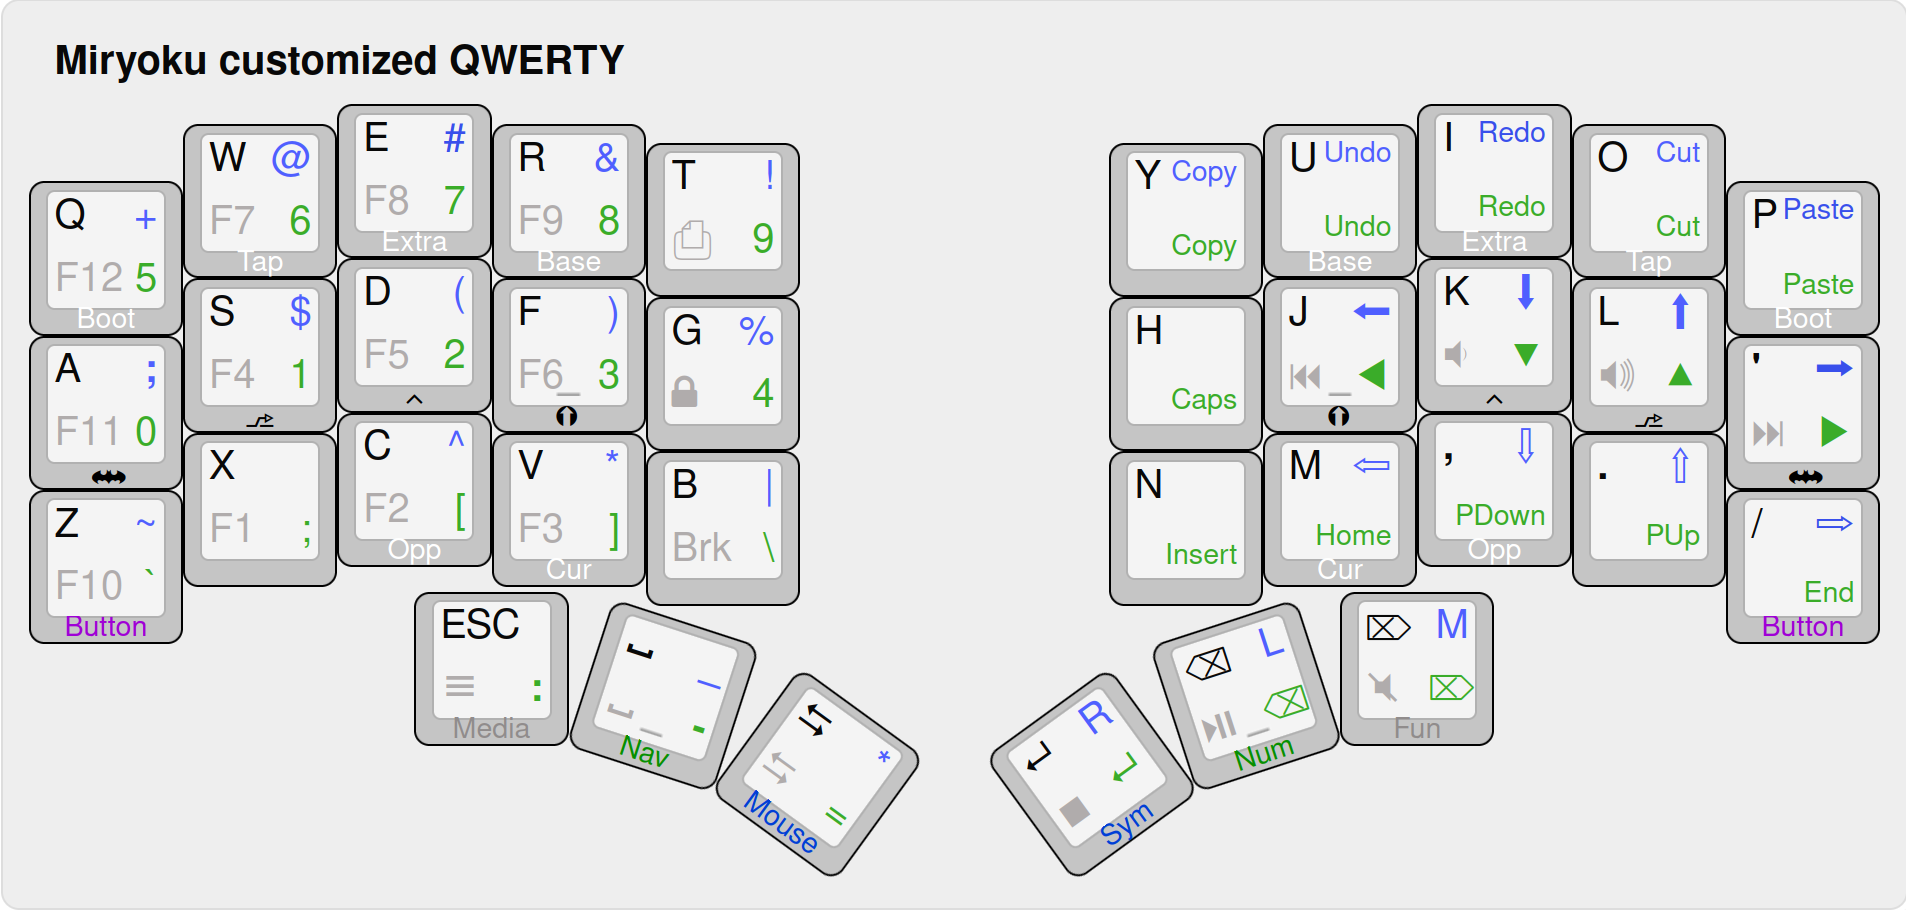 Miryoku customized QWERTY
Q +
F12 5
Boot
W @
F7 6
Tap
E #
F8 7
Extra
R &
F9 8
Base
T !
9
Y Copy
Copy
U Undo
Undo
Base
I Redo
Redo
Extra
O Cut
Cut
Tap
P Paste
Paste
Boot
A ;
F11 0
S $
F4 1
D (
F5 2
F )
F6_ 3
G %
4
H
Caps
J
_
K
L
'
Z ~
F10 `
Button
X
F1 ;
C ^
F2 [
Opp
V *
F3 ]
Cur
B |
Brk \
N
Insert
M
Home
Cur
,
PDown
Opp
.
PUp
/
End
Button
ESC
:
Media
_
-
Nav
*
=
Mouse
R
Sym
L
_
Num
M
Fun